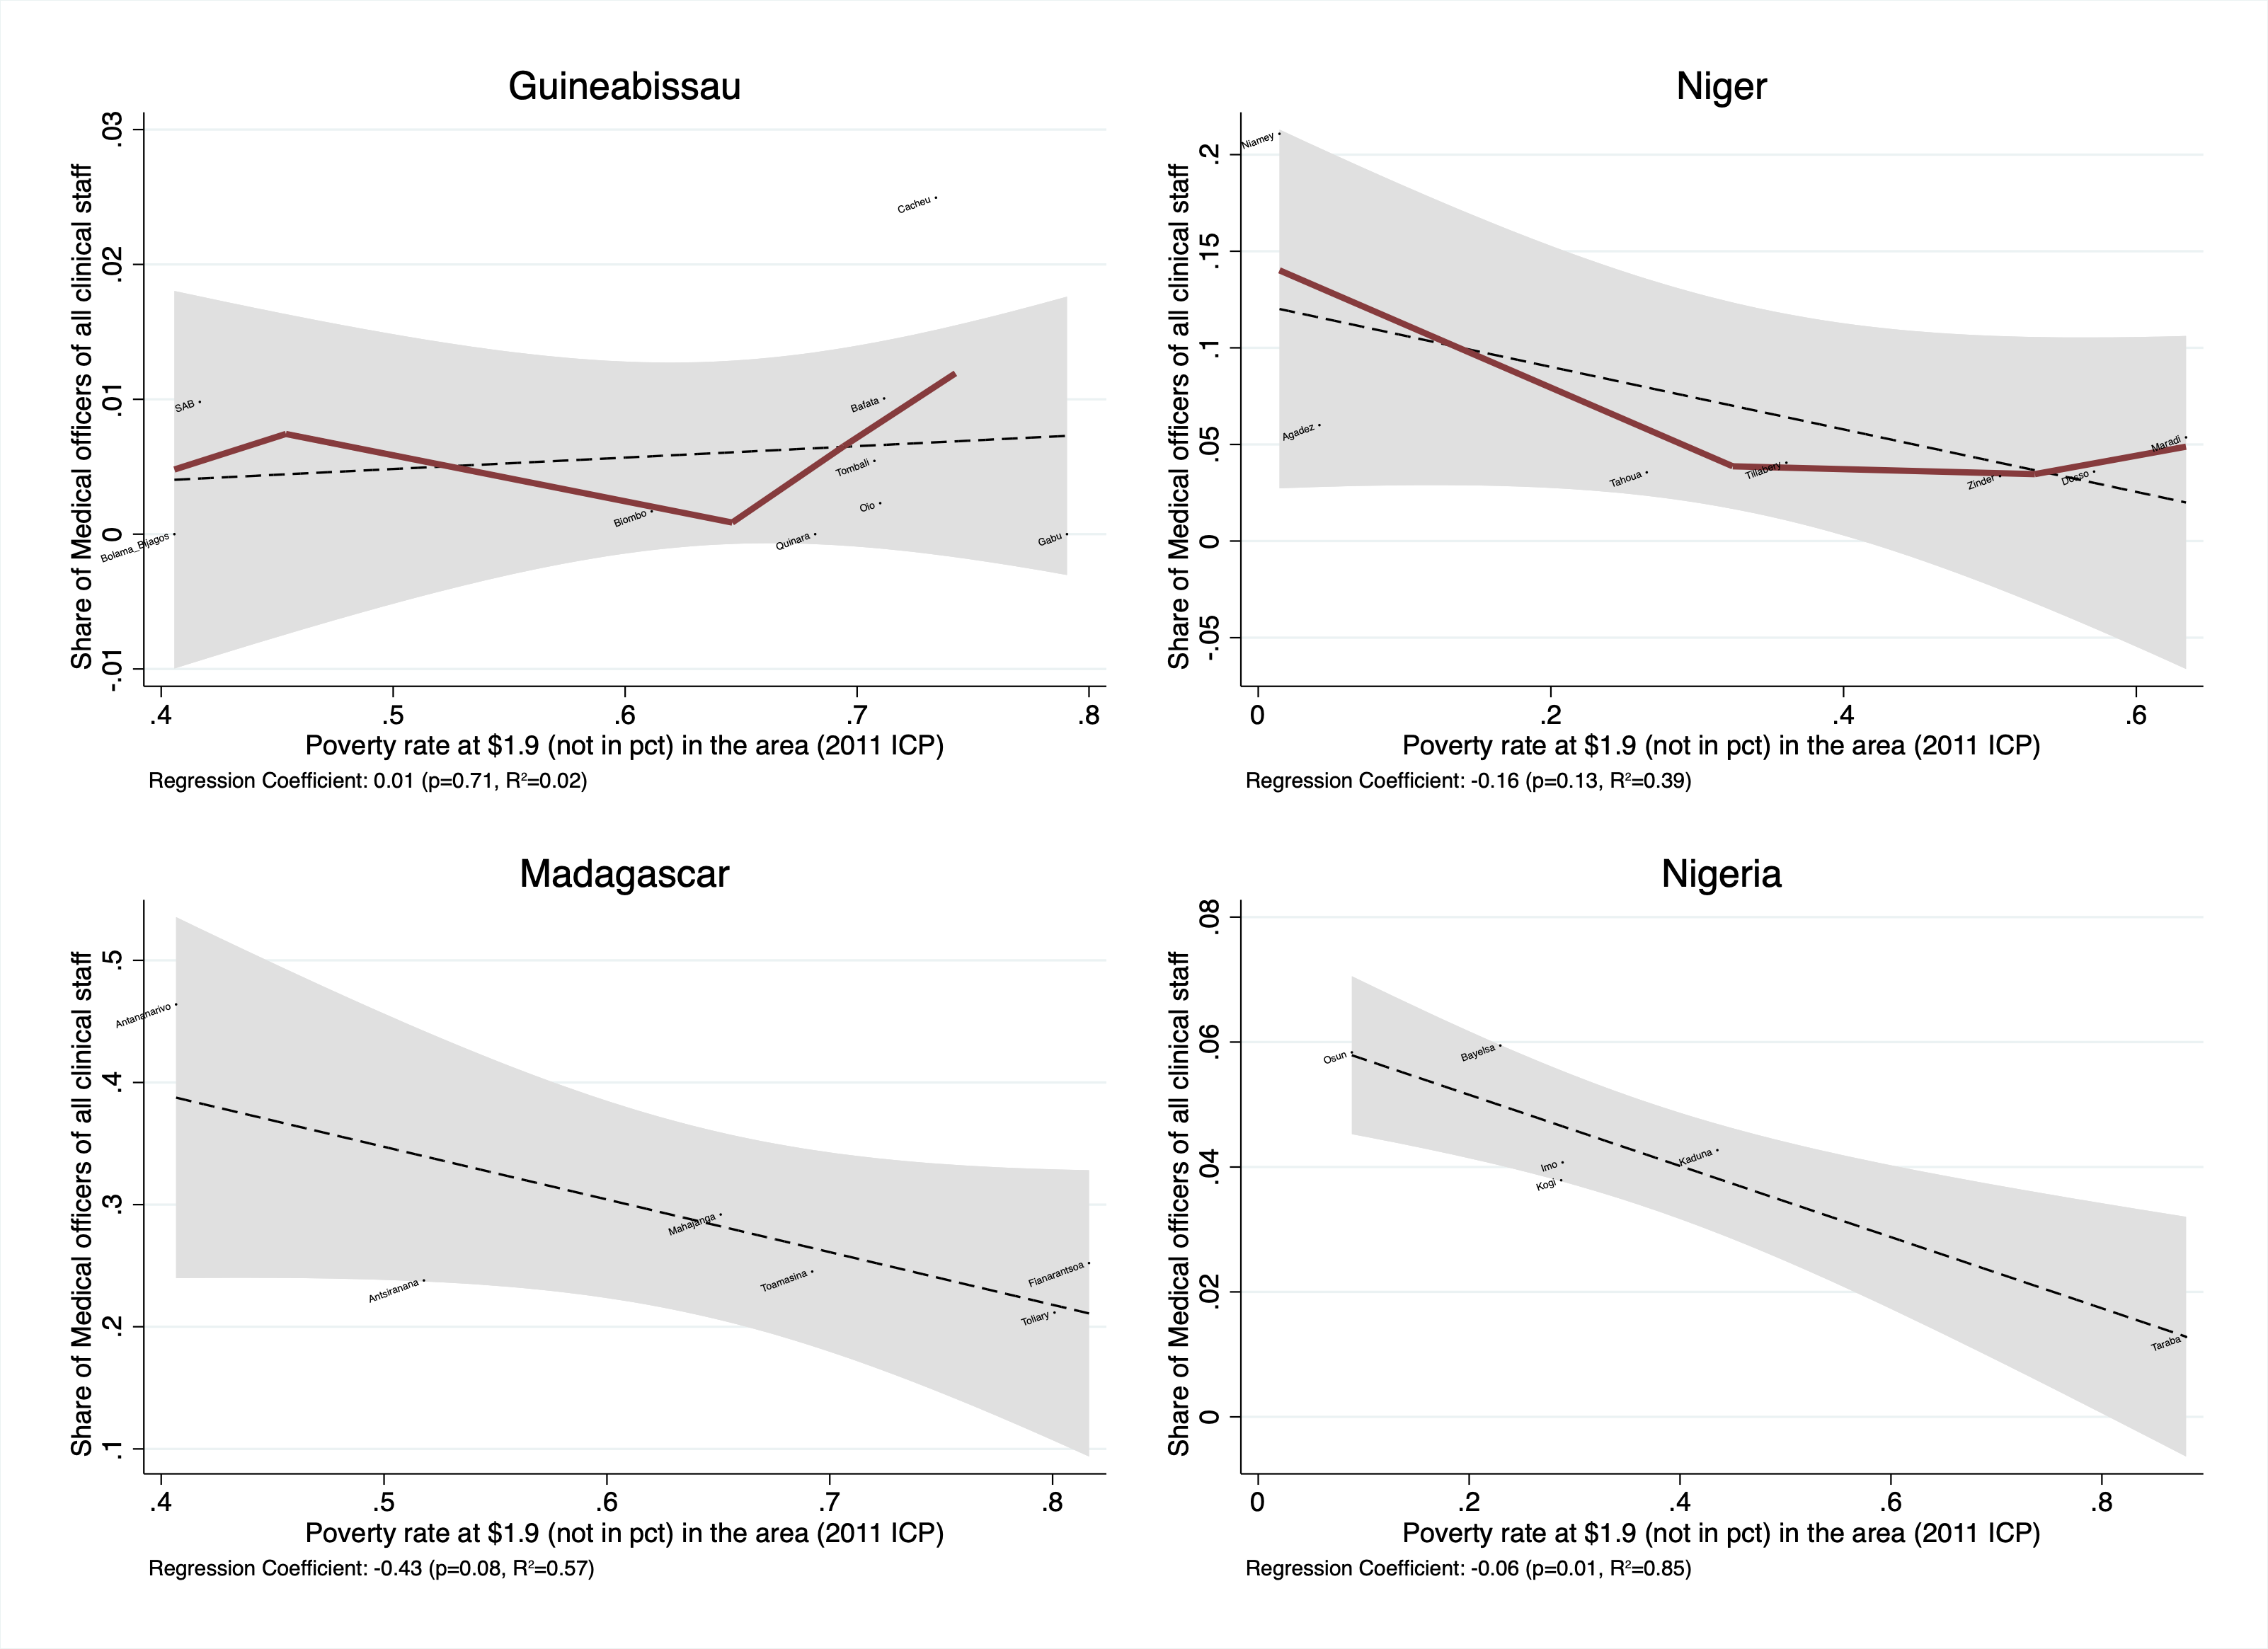 Guineabissau
Share of Medical officers of all clinical staff
.03
.02
.01
0
-.01
Cacheu
SAB
Bafata
Tombali
Oio
Biombo
Quinara
Bolama_Bijagos
Gabu
.4 .5 .6 .7 .8
Poverty rate at $1.9 (not in pct) in the area (2011 ICP)
Regression Coefficient: 0.01 (p=0.71, R²=0.02)
Niger
Share of Medical officers of all clinical staff
.2
.15
.1
.05
0
-.05
Niamey
Agadez
Tahoua
Tillabery
Zinder
Dosso
Maradi
0 .2 .4 .6
Poverty rate at $1.9 (not in pct) in the area (2011 ICP)
Regression Coefficient: -0.16 (p=0.13, R²=0.39)
Madagascar
Share of Medical officers of all clinical staff
.5
.4
.3
.2
.1
Antananarivo
Antsiranana
Mahajanga
Toamasina
Fianarantsoa
Toliary
.4 .5 .6 .7 .8
Poverty rate at $1.9 (not in pct) in the area (2011 ICP)
Regression Coefficient: -0.43 (p=0.08, R²=0.57)
Nigeria
Share of Medical officers of all clinical staff
.08
.06
.04
.02
0
Osun
Bayelsa
Imo
Kogi
Kaduna
Taraba
0 .2 .4 .6 .8
Poverty rate at $1.9 (not in pct) in the area (2011 ICP)
Regression Coefficient: -0.06 (p=0.01, R²=0.85)